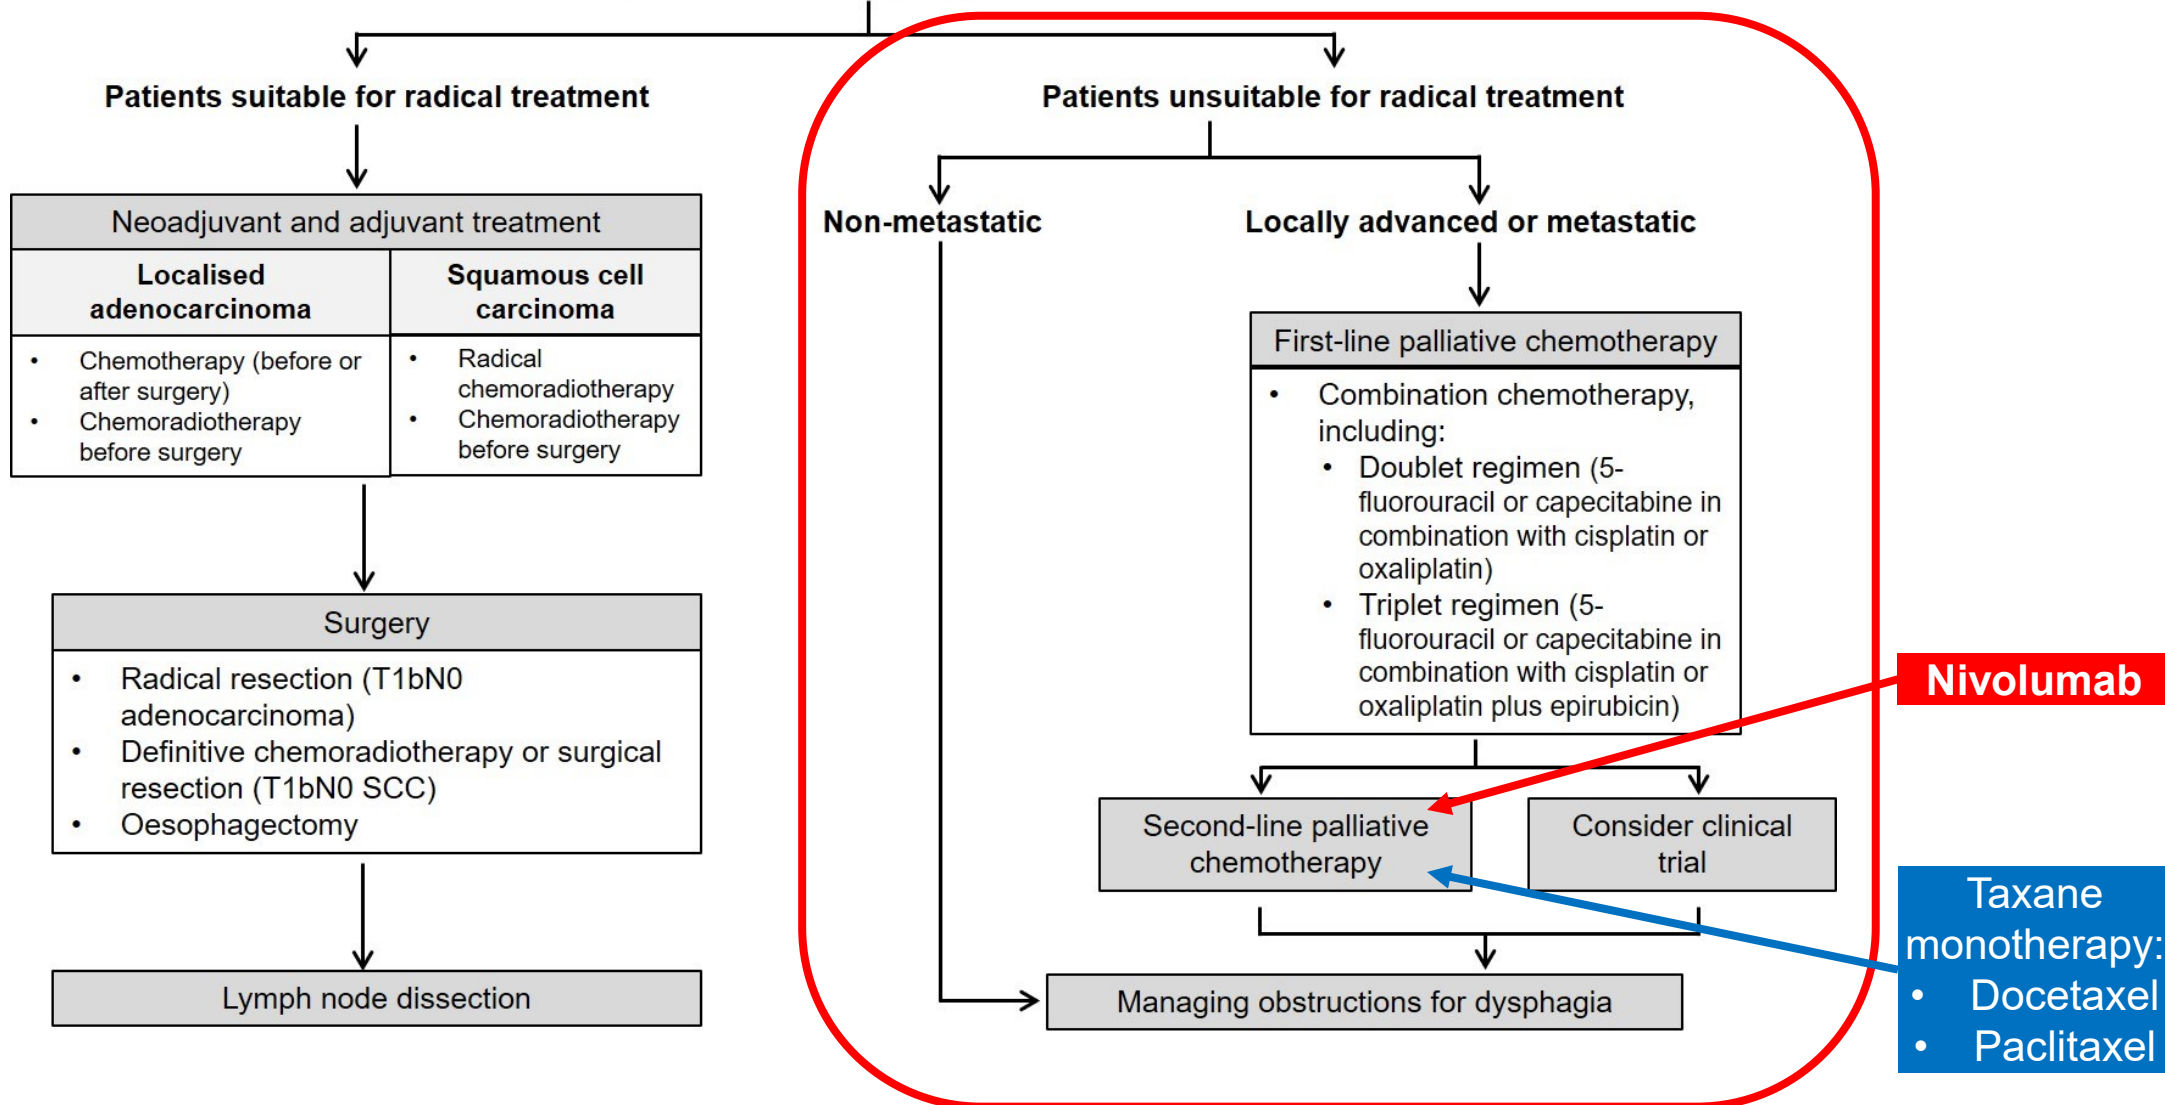 Patients suitable for radical treatment
Neoadjuvant and adjuvant treatment
Localised
adenocarcinoma
• Chemotherapy (before or
after surgery)
• Chemoradiotherapy
before surgery
Squamous cell
carcinoma
• Radical
chemoradiotherapy
• Chemoradiotherapy
before surgery
Surgery
• Radical resection (T1bN0
adenocarcinoma)
• Definitive chemoradiotherapy or surgical
resection (T1bN0 SCC)
• Oesophagectomy
Lymph node dissection
Patients unsuitable for radical treatment
Non-metastatic
Locally advanced or metastatic
First-line palliative chemotherapy
• Combination chemotherapy,
including:
• Doublet regimen (5-
fluorouracil or capecitabine in
combination with cisplatin or
oxaliplatin)
• Triplet regimen (5-
fluorouracil or capecitabine in
combination with cisplatin or
oxaliplatin plus epirubicin)
Second-line palliative
chemotherapy
Consider clinical
trial
Managing obstructions for dysphagia
Nivolumab
Taxane
monotherapy:
• Docetaxel
• Paclitaxel